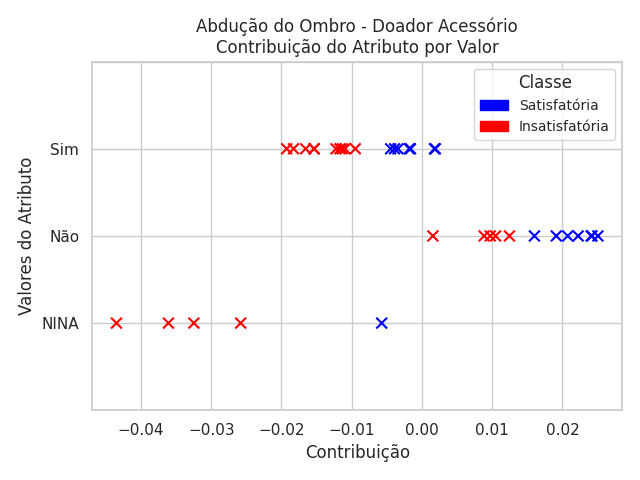 Abdução do Ombro - Doador Acessório
Contribuição do Atributo por Valor
Classe
Satisfatória
Insatisfatória
Valores do Atributo
Sim
Não
NINA
−0.04 −0.03 −0.02 −0.01 0.00 0.01 0.02
Contribuição